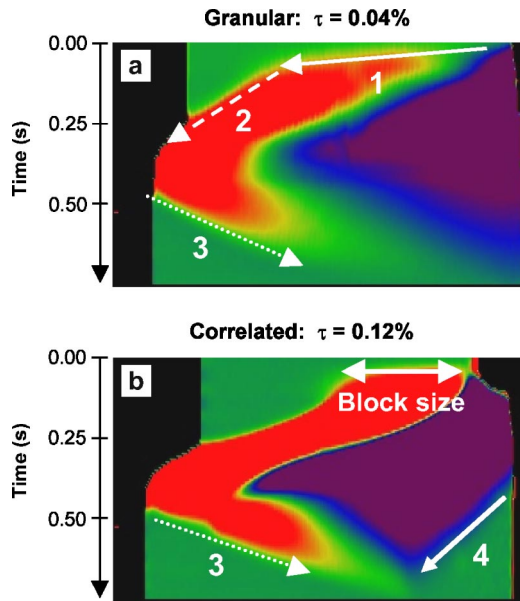 Granular: τ = 0.04%
0.00
a
1
2
0.25
Time (s)
0.50
3
Correlated: τ = 0.12%
0.00
b
Block size
0.25
Time (s)
0.50
3
4